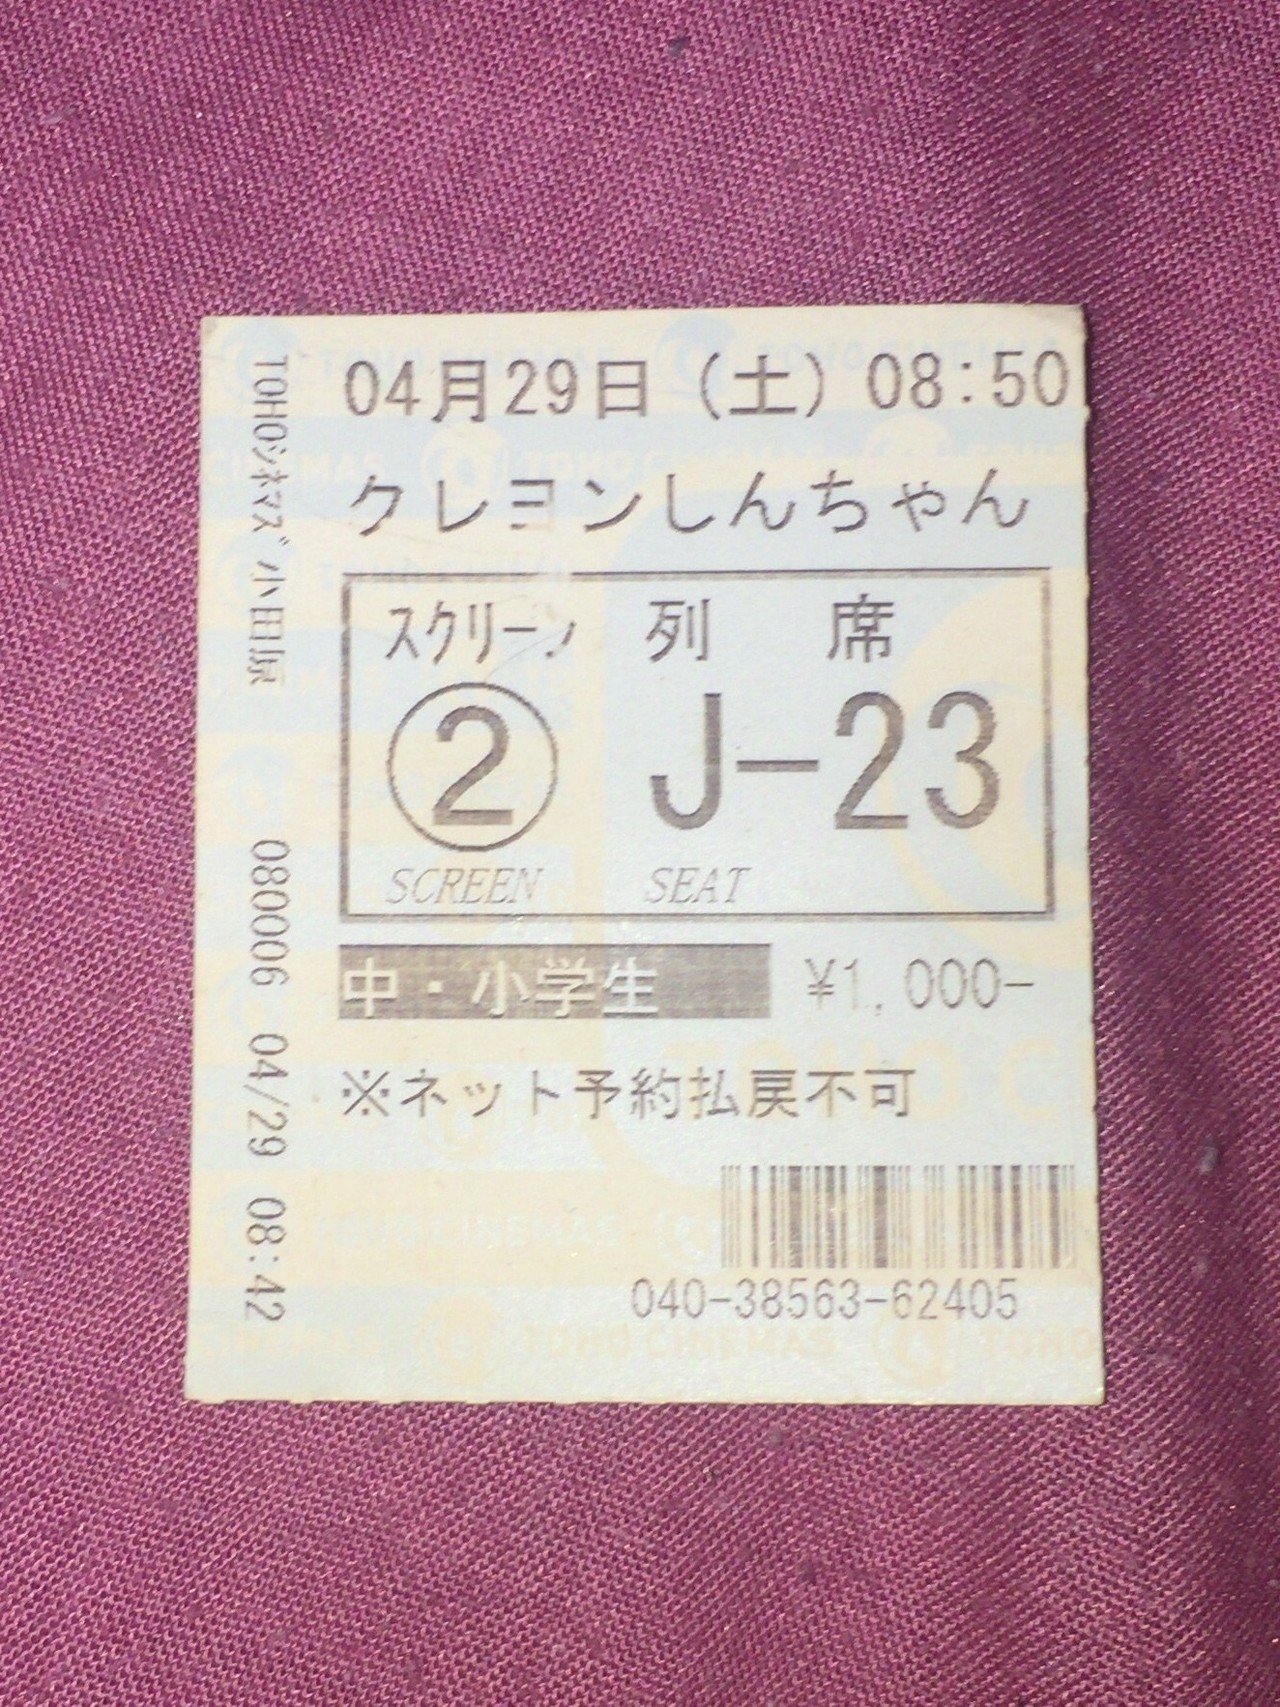 04月29日（土）08:50
クレヨンしんちゃん
ｽｸﾘｰﾝ 列 席
② J-23
SCREEN SEAT
中・小学生 ¥1,000-
※ネット予約払戻不可
040-38563-62405
TOHOｼﾈﾏｽﾞ小田原 080006 04/29 08:42
TOHO CINEMAS